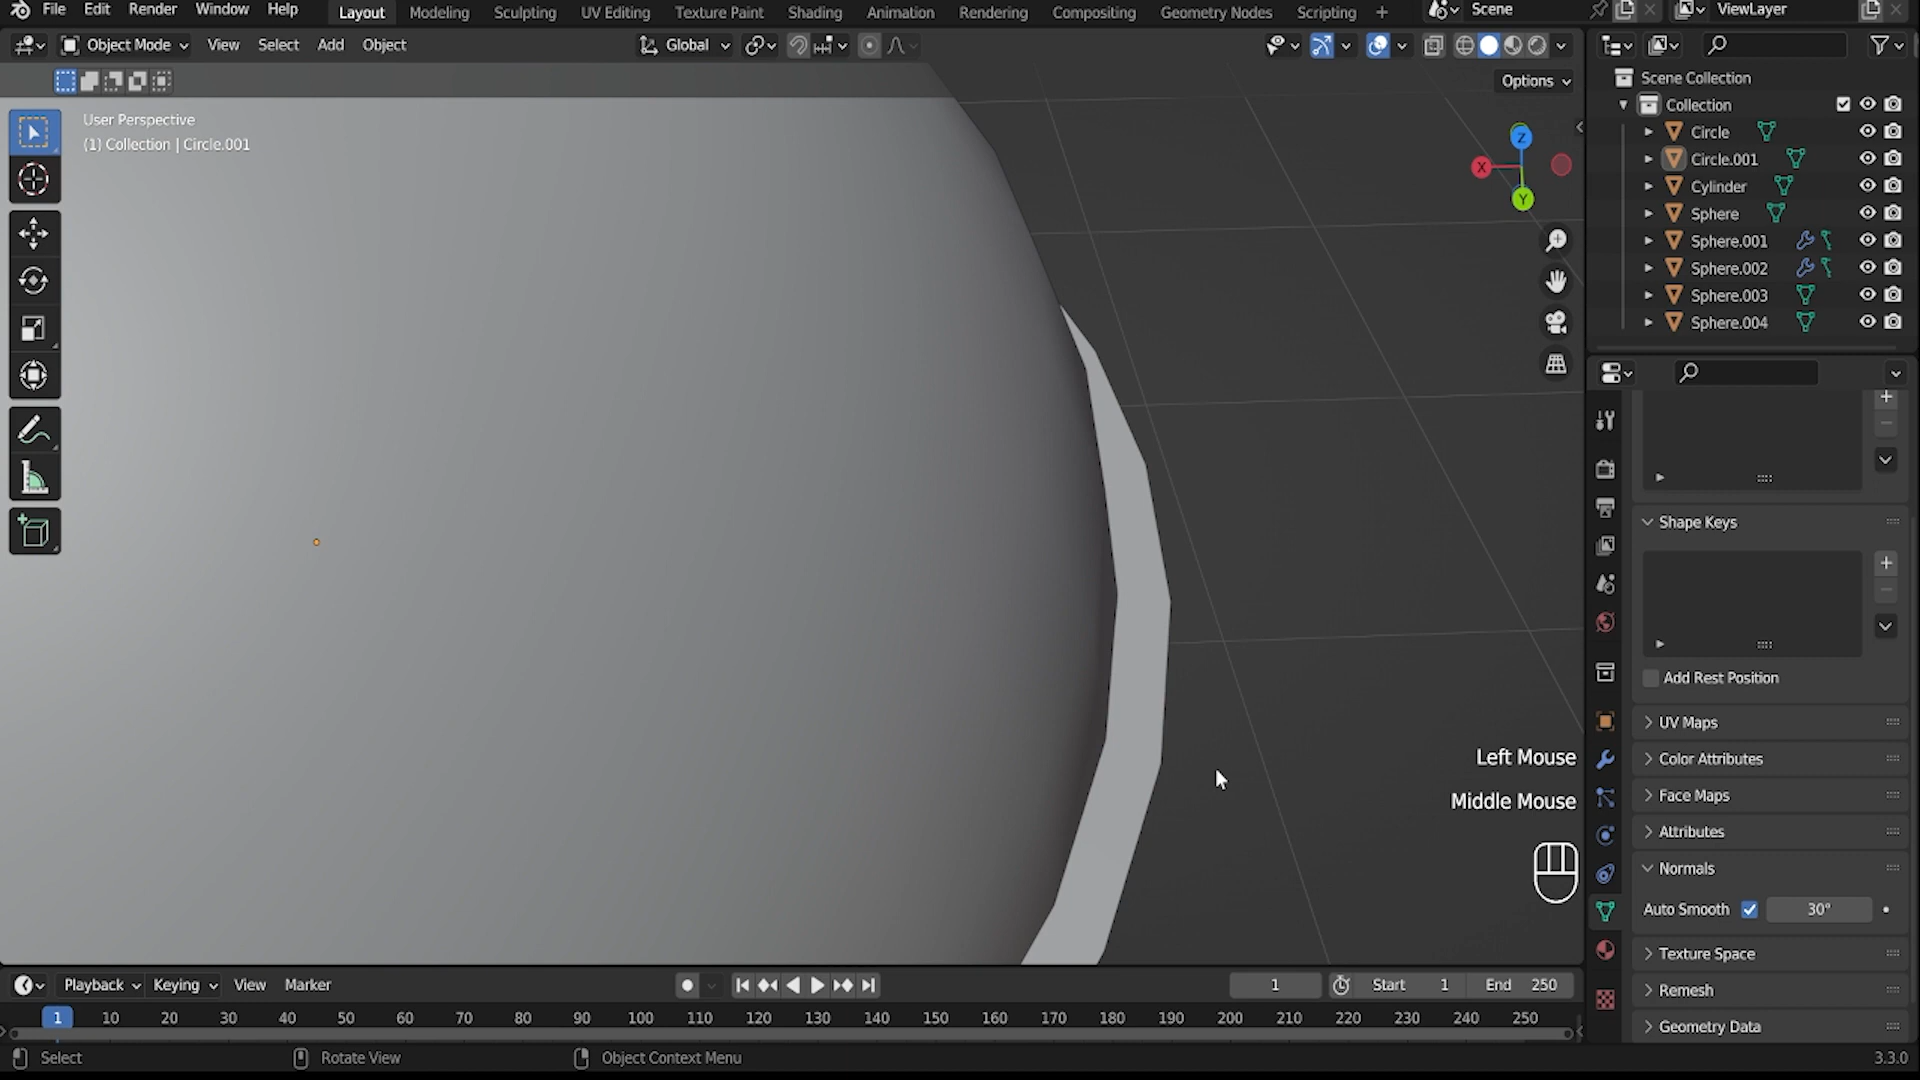 File Edit Render Window Help Layout Modeling Sculpting UV Editing Texture Paint Shading Animation Rendering Compositing Geometry Nodes Scripting + Scene ViewLayer
Object Mode View Select Add Object Global
Options
User Perspective
(1) Collection | Circle.001
Z
X
Y
Scene Collection
Collection
Circle
Circle.001
Cylinder
Sphere
Sphere.001
Sphere.002
Sphere.003
Sphere.004
Shape Keys
Add Rest Position
UV Maps
Color Attributes
Face Maps
Attributes
Normals
Auto Smooth 30°
Texture Space
Remesh
Geometry Data
Left Mouse
Middle Mouse
Playback Keying View Marker 1 Start 1 End 250
1 10 20 30 40 50 60 70 80 90 100 110 120 130 140 150 160 170 180 190 200 210 220 230 240 250
Select Rotate View Object Context Menu 3.3.0